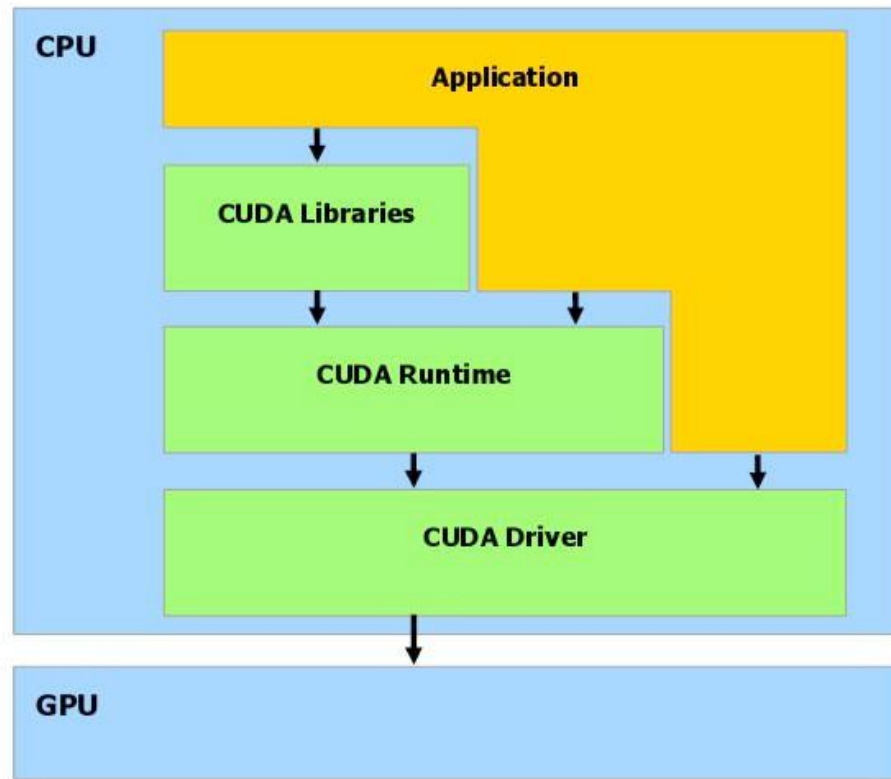 CPU
Application
CUDA Libraries
CUDA Runtime
CUDA Driver
GPU